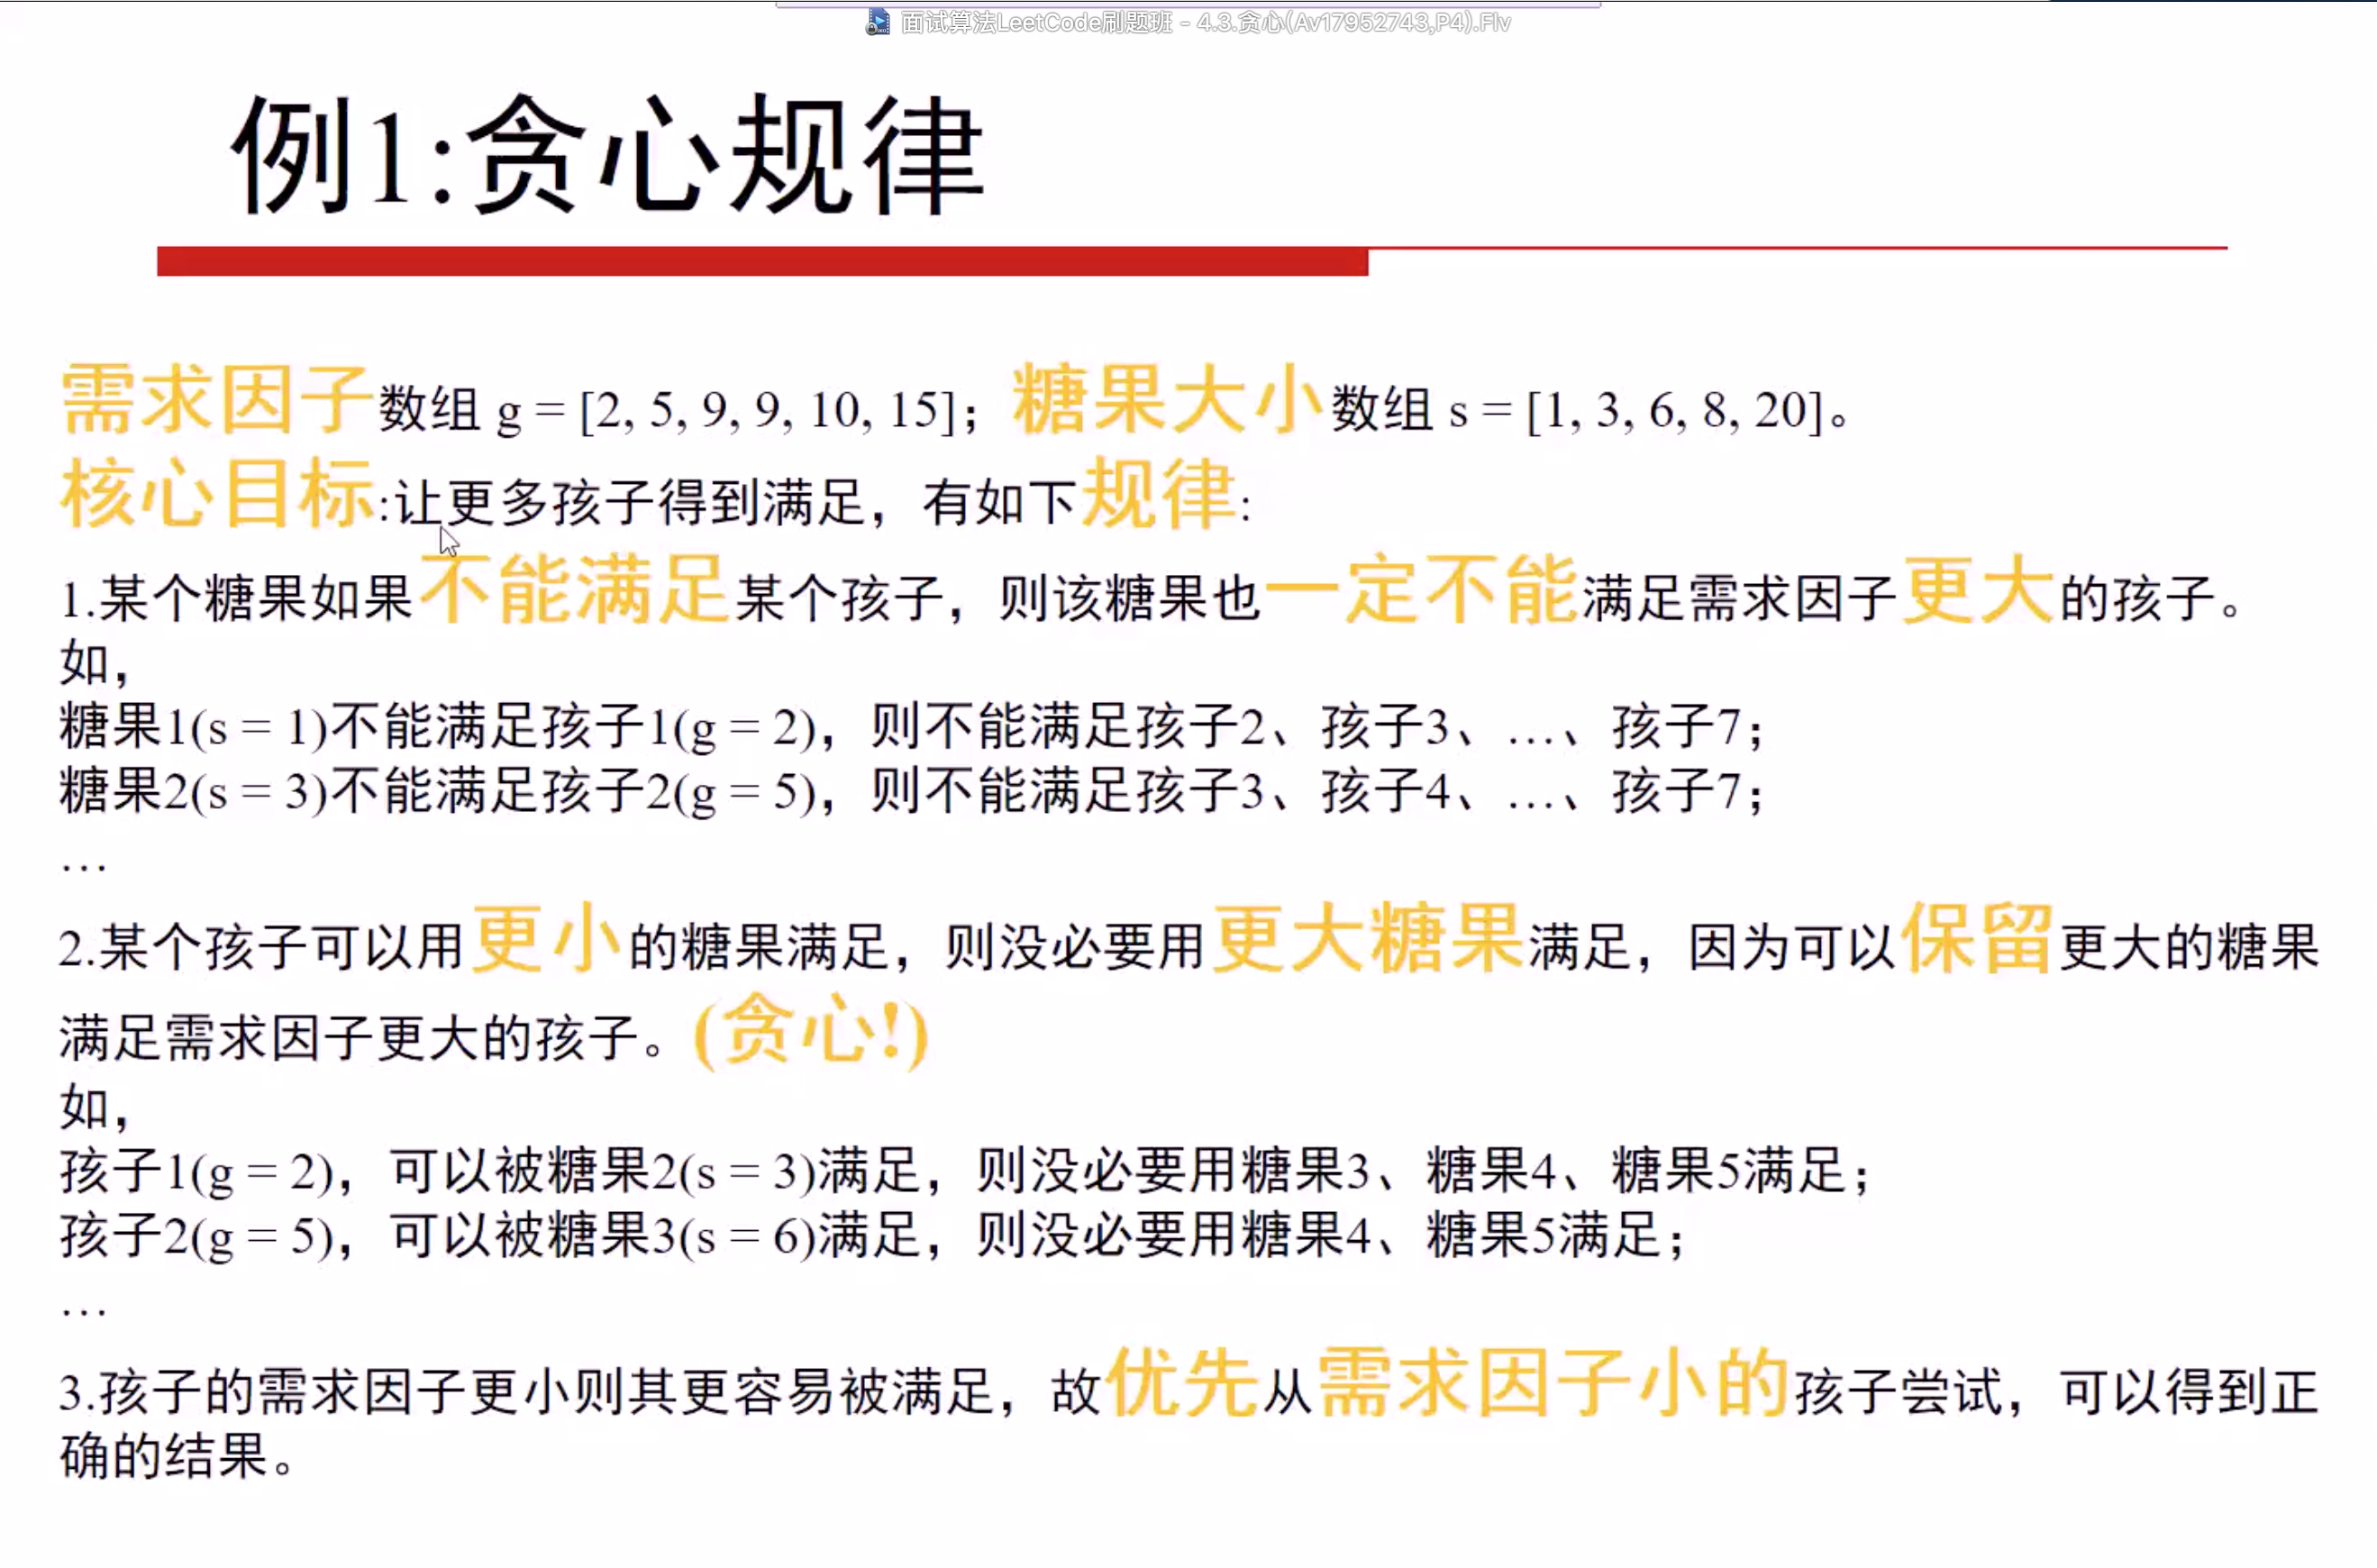 面试算法LeetCode刷题班 - 4.3.贪心(Av17952743,P4).Flv
例1:贪心规律
需求因子数组 g = [2, 5, 9, 9, 10, 15]；糖果大小数组 s = [1, 3, 6, 8, 20]。
核心目标:让更多孩子得到满足，有如下规律:
1.某个糖果如果不能满足某个孩子，则该糖果也一定不能满足需求因子更大的孩子。
如，
糖果1(s = 1)不能满足孩子1(g = 2)，则不能满足孩子2、孩子3、…、孩子7；
糖果2(s = 3)不能满足孩子2(g = 5)，则不能满足孩子3、孩子4、…、孩子7；
…
2.某个孩子可以用更小的糖果满足，则没必要用更大糖果满足，因为可以保留更大的糖果
满足需求因子更大的孩子。(贪心!)
如，
孩子1(g = 2)，可以被糖果2(s = 3)满足，则没必要用糖果3、糖果4、糖果5满足；
孩子2(g = 5)，可以被糖果3(s = 6)满足，则没必要用糖果4、糖果5满足；
…
3.孩子的需求因子更小则其更容易被满足，故优先从需求因子小的孩子尝试，可以得到正
确的结果。